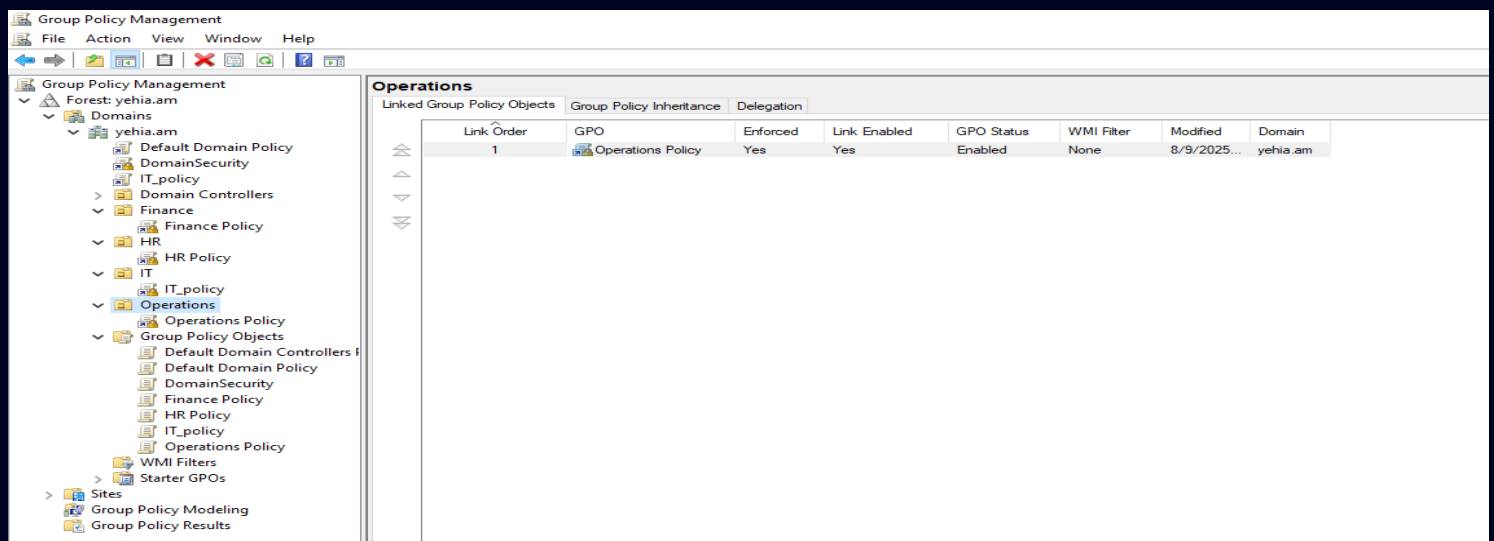 Group Policy Management
File Action View Window Help
Group Policy Management
Forest: yehia.am
Domains
yehia.am
Default Domain Policy
DomainSecurity
IT_policy
Domain Controllers
Finance
Finance Policy
HR
HR Policy
IT
IT_policy
Operations
Operations Policy
Group Policy Objects
Default Domain Controllers
Default Domain Policy
DomainSecurity
Finance Policy
HR Policy
IT_policy
Operations Policy
WMI Filters
Starter GPOs
Sites
Group Policy Modeling
Group Policy Results
Operations
Linked Group Policy Objects Group Policy Inheritance Delegation
Link Order GPO Enforced Link Enabled GPO Status WMI Filter Modified Domain
1 Operations Policy Yes Yes Enabled None 8/9/2025... yehia.am